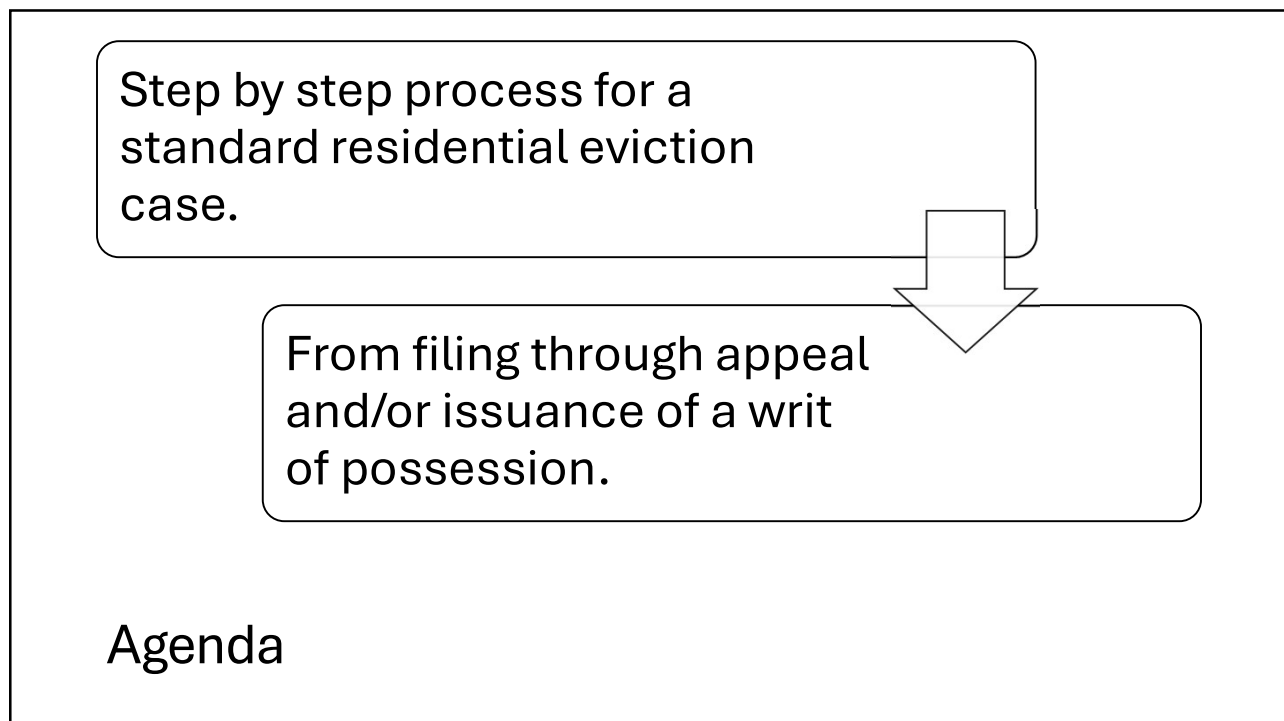 Step by step process for a
standard residential eviction
case.
From filing through appeal
and/or issuance of a writ
of possession.
Agenda